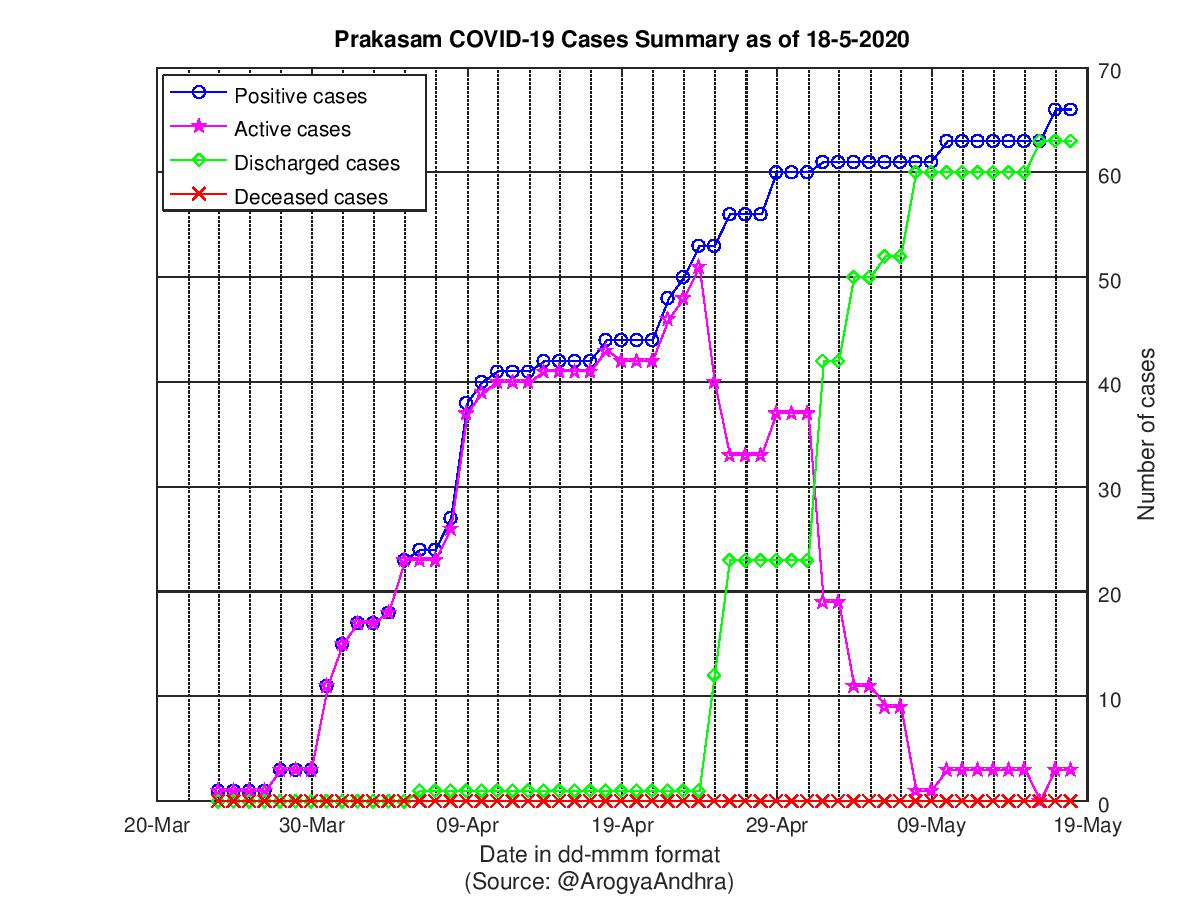 Prakasam COVID-19 Cases Summary as of 18-5-2020
Positive cases
Active cases
Discharged cases
Deceased cases
70
60
50
40
30
20
10
0
Number of cases
20-Mar 30-Mar 09-Apr 19-Apr 29-Apr 09-May 19-May
Date in dd-mmm format
(Source: @ArogyaAndhra)